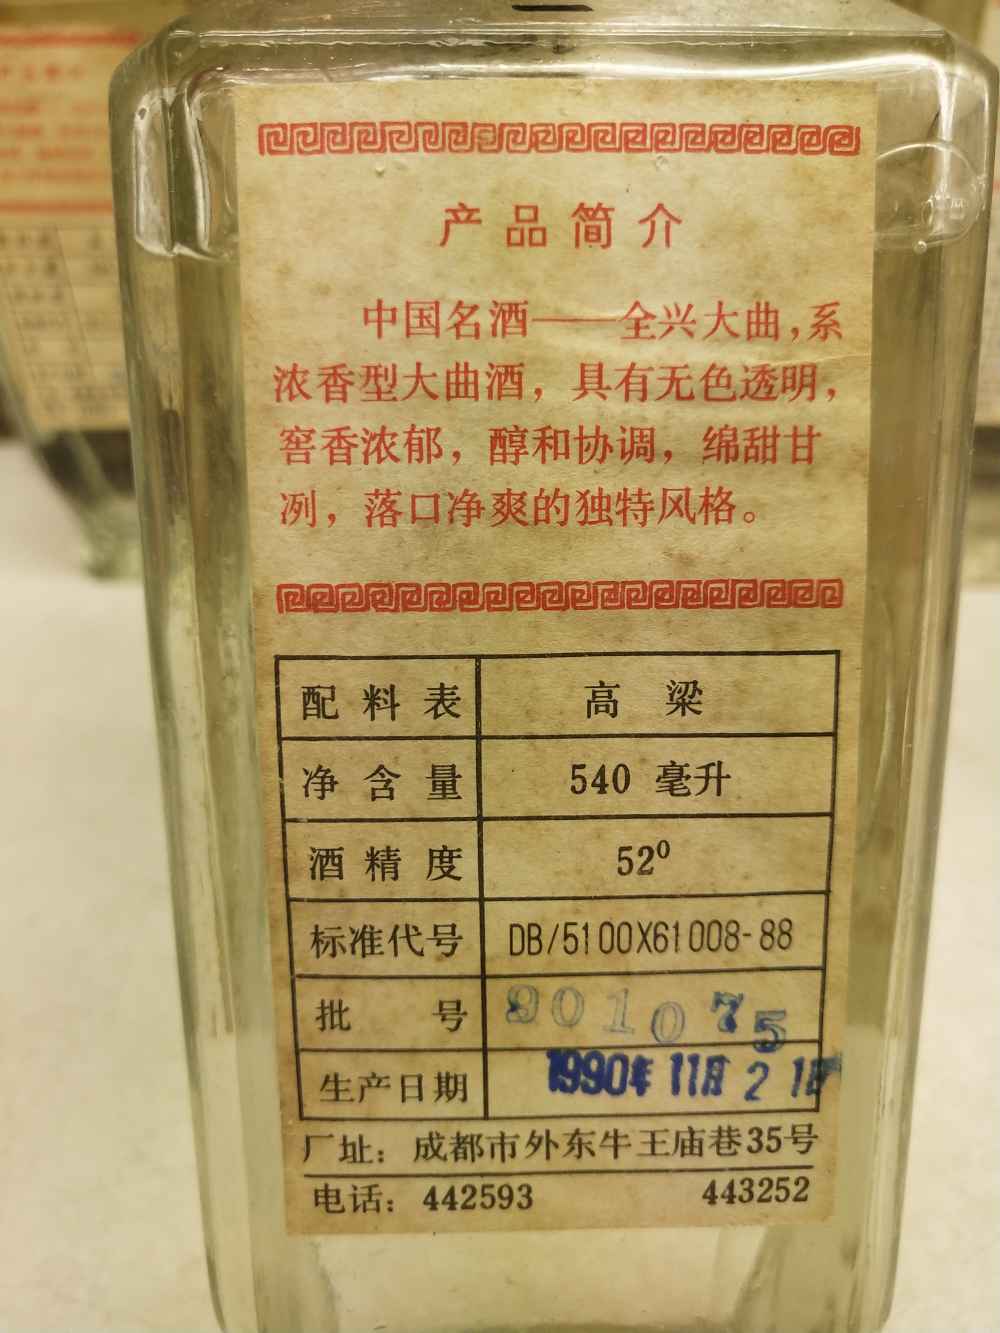 产品简介
中国名酒——全兴大曲,系
浓香型大曲酒，具有无色透明，
窖香浓郁，醇和协调，绵甜甘
冽，落口净爽的独特风格。
配料表 高 粱
净含量 540 毫升
酒精度 52⁰
标准代号 DB/5100X61008-88
批 号 901075
生产日期 1990年 11月 21日
厂址：成都市外东牛王庙巷35号
电话：442593 443252